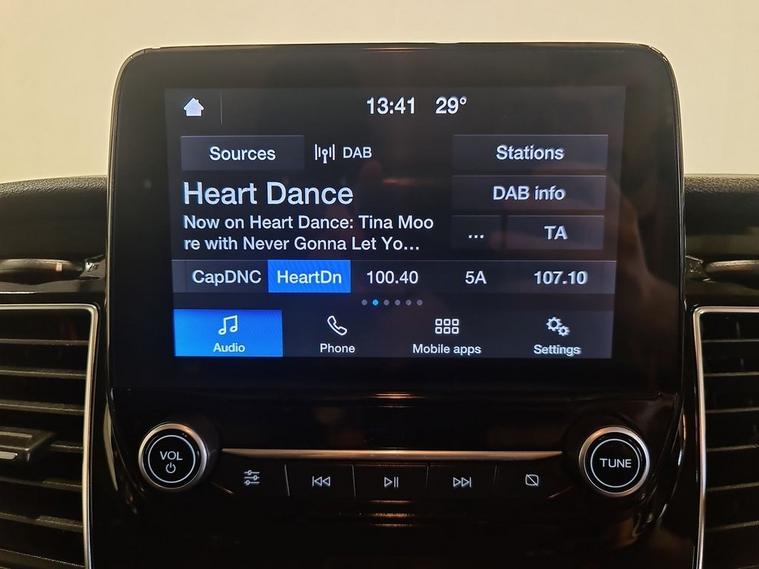 13:41 29°
Sources DAB Stations
Heart Dance
DAB info
Now on Heart Dance: Tina Moo
re with Never Gonna Let Yo...
... TA
CapDNC HeartDn 100.40 5A 107.10
Audio Phone Mobile apps Settings
VOL TUNE